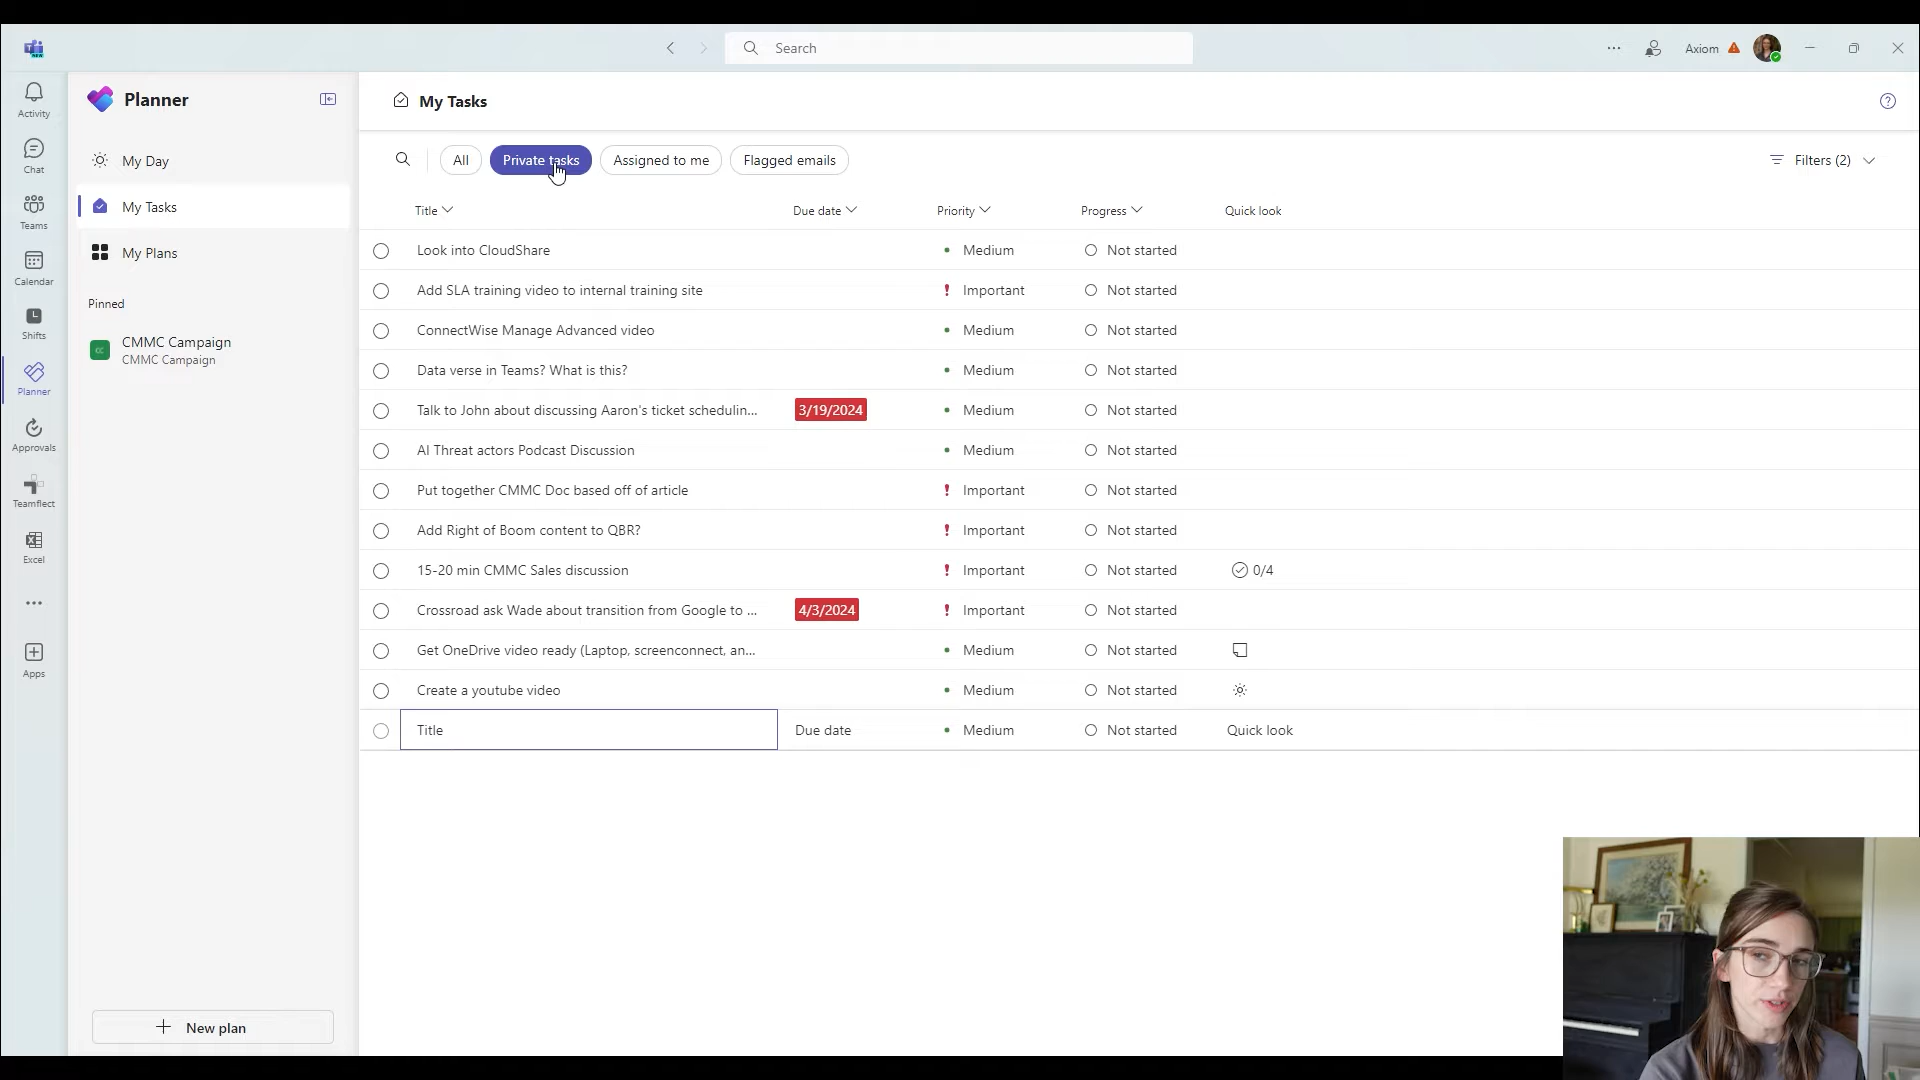 Search
Axiom
Activity
Chat
Teams
Calendar
Shifts
Planner
Approvals
Teamflect
Excel
Apps
Planner
My Day
My Tasks
My Plans
Pinned
CMMC Campaign
CMMC Campaign
New plan
My Tasks
All Private tasks Assigned to me Flagged emails Filters (2)
Title Due date Priority Progress Quick look
Look into CloudShare Medium Not started
Add SLA training video to internal training site Important Not started
ConnectWise Manage Advanced video Medium Not started
Data verse in Teams? What is this? Medium Not started
Talk to John about discussing Aaron's ticket schedulin... 3/19/2024 Medium Not started
AI Threat actors Podcast Discussion Medium Not started
Put together CMMC Doc based off of article Important Not started
Add Right of Boom content to QBR? Important Not started
15-20 min CMMC Sales discussion Important Not started 0/4
Crossroad ask Wade about transition from Google to ... 4/3/2024 Important Not started
Get OneDrive video ready (Laptop, screenconnect, an... Medium Not started
Create a youtube video Medium Not started
Title Due date Medium Not started Quick look